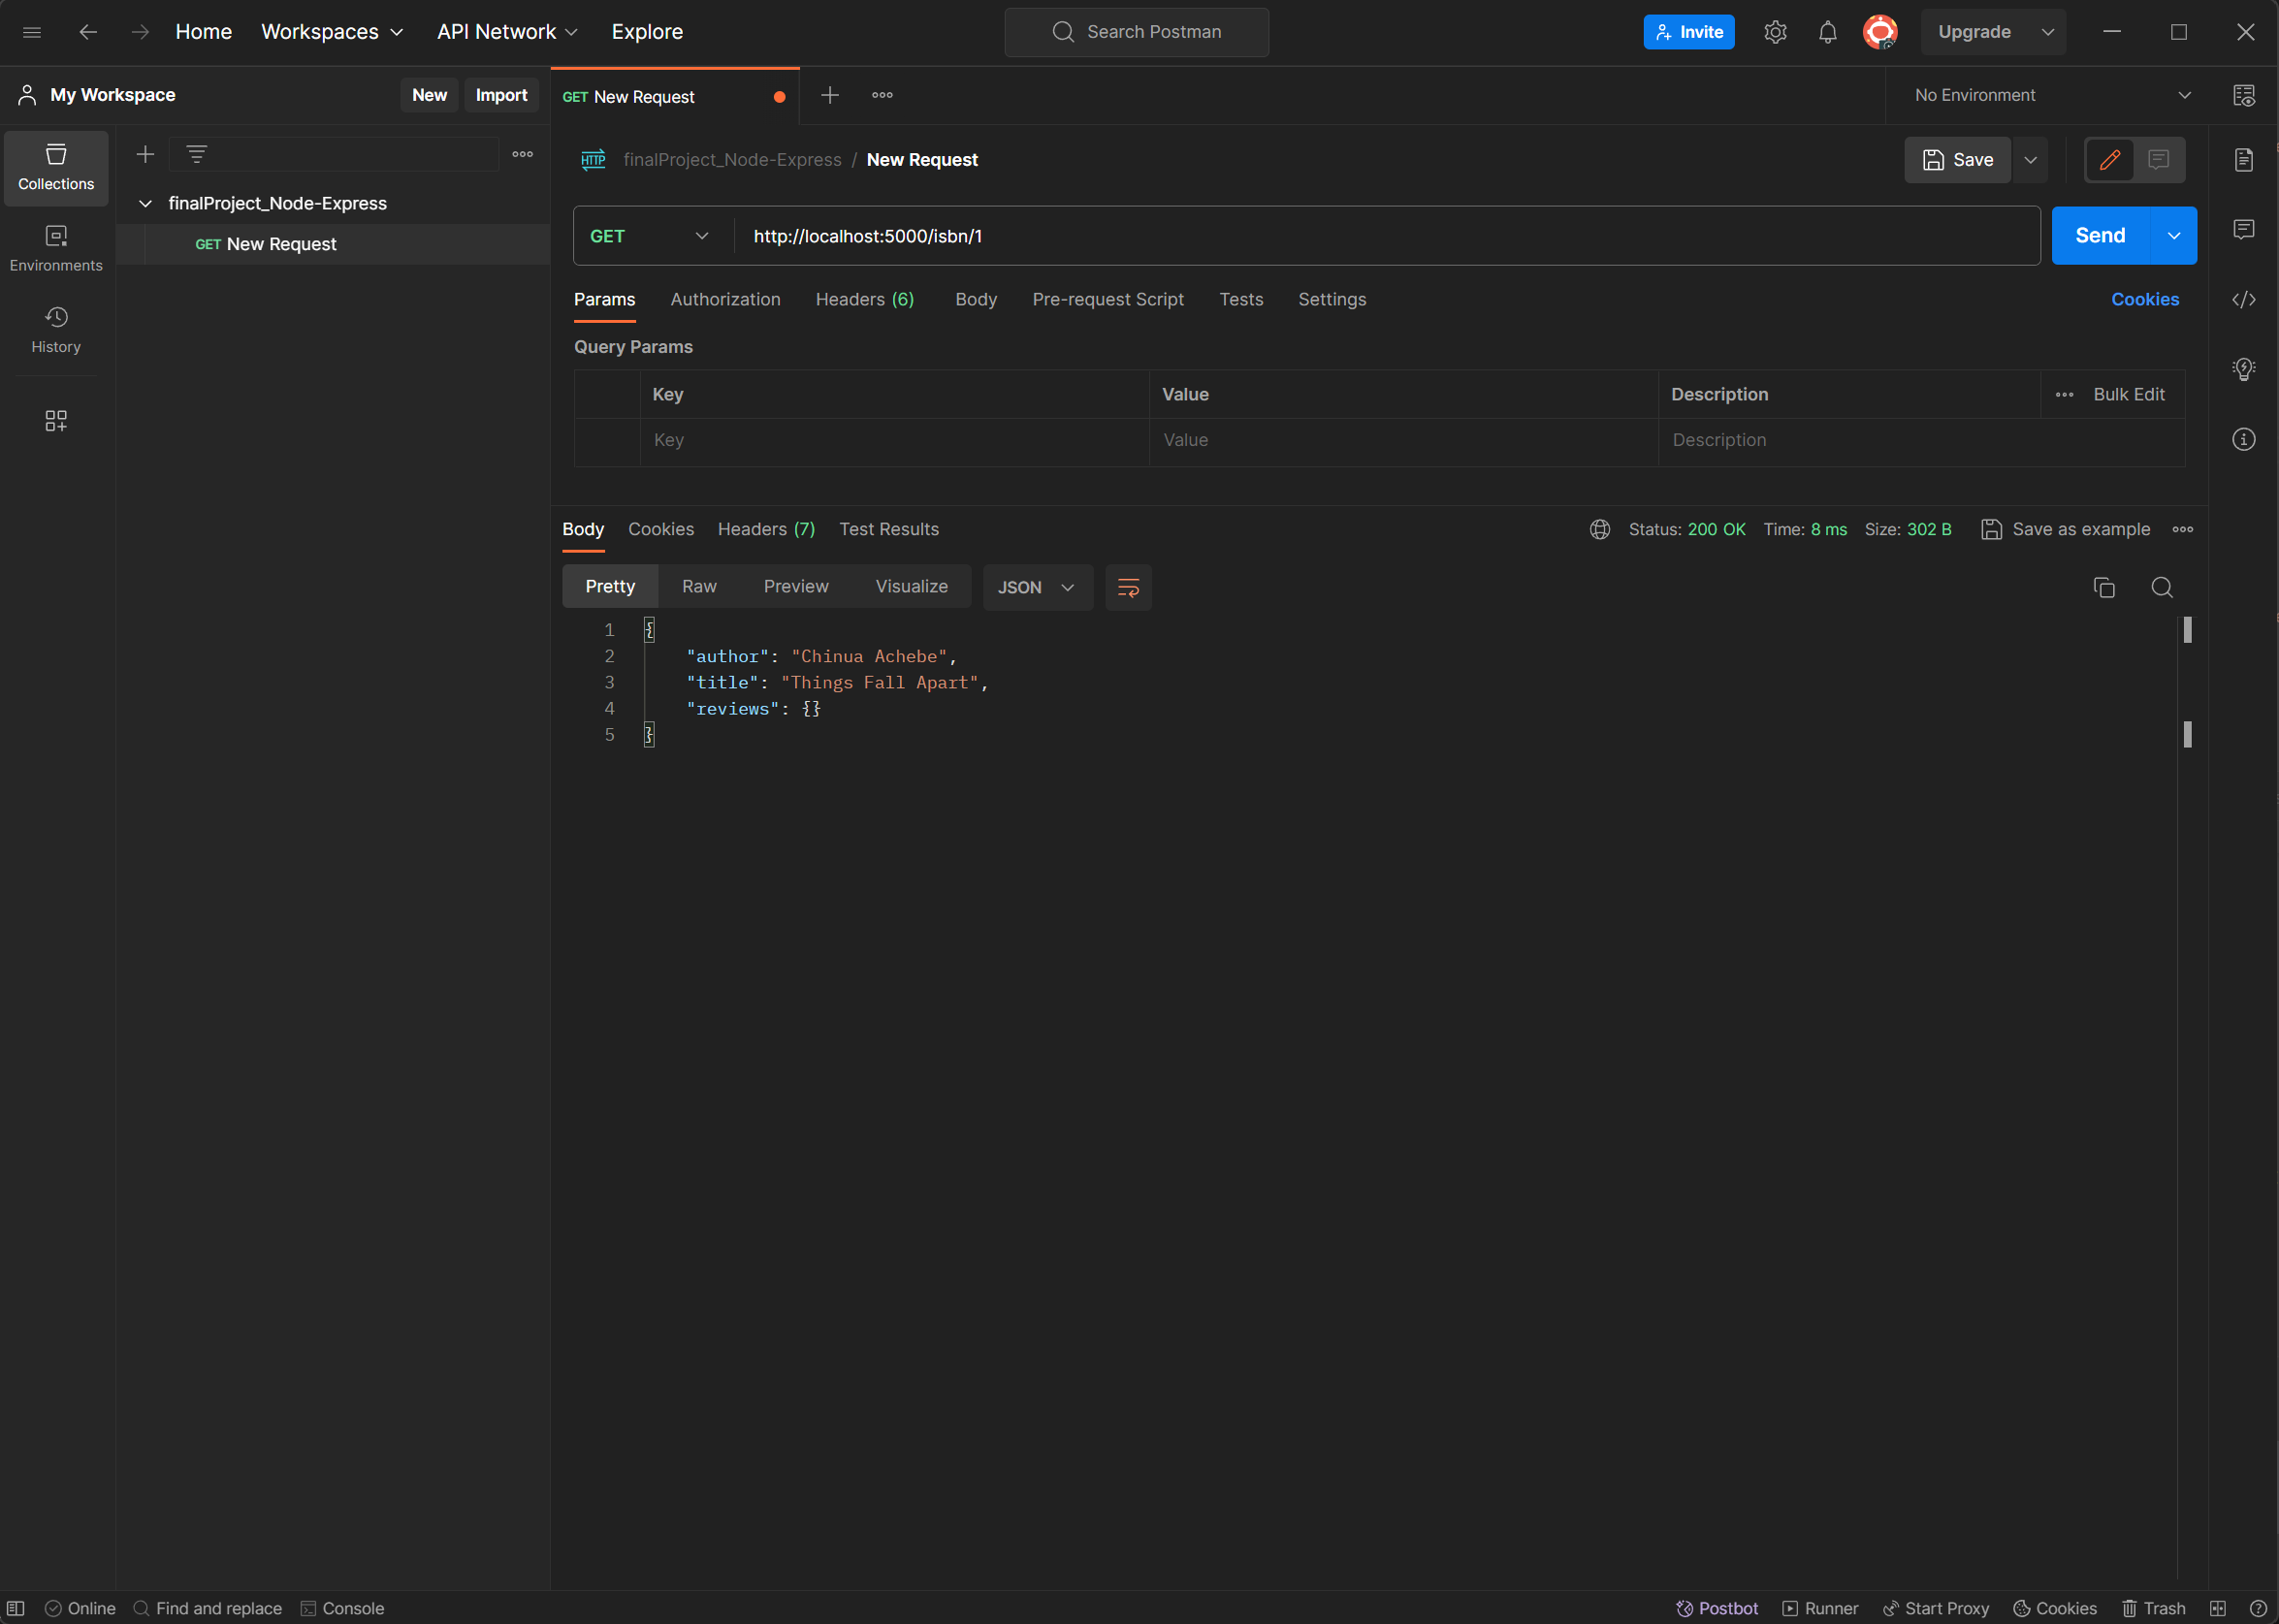 Home Workspaces API Network Explore Search Postman Invite Upgrade
My Workspace New Import GET New Request No Environment
Collections
Environments
History
finalProject_Node-Express
GET New Request
HTTP finalProject_Node-Express / New Request Save
GET http://localhost:5000/isbn/1 Send
Params Authorization Headers (6) Body Pre-request Script Tests Settings Cookies
Query Params
Key Value Description Bulk Edit
Key Value Description
Body Cookies Headers (7) Test Results Status: 200 OK Time: 8 ms Size: 302 B Save as example
Pretty Raw Preview Visualize JSON
1 {
2 "author": "Chinua Achebe",
3 "title": "Things Fall Apart",
4 "reviews": {}
5 }
Online Find and replace Console Postbot Runner Start Proxy Cookies Trash